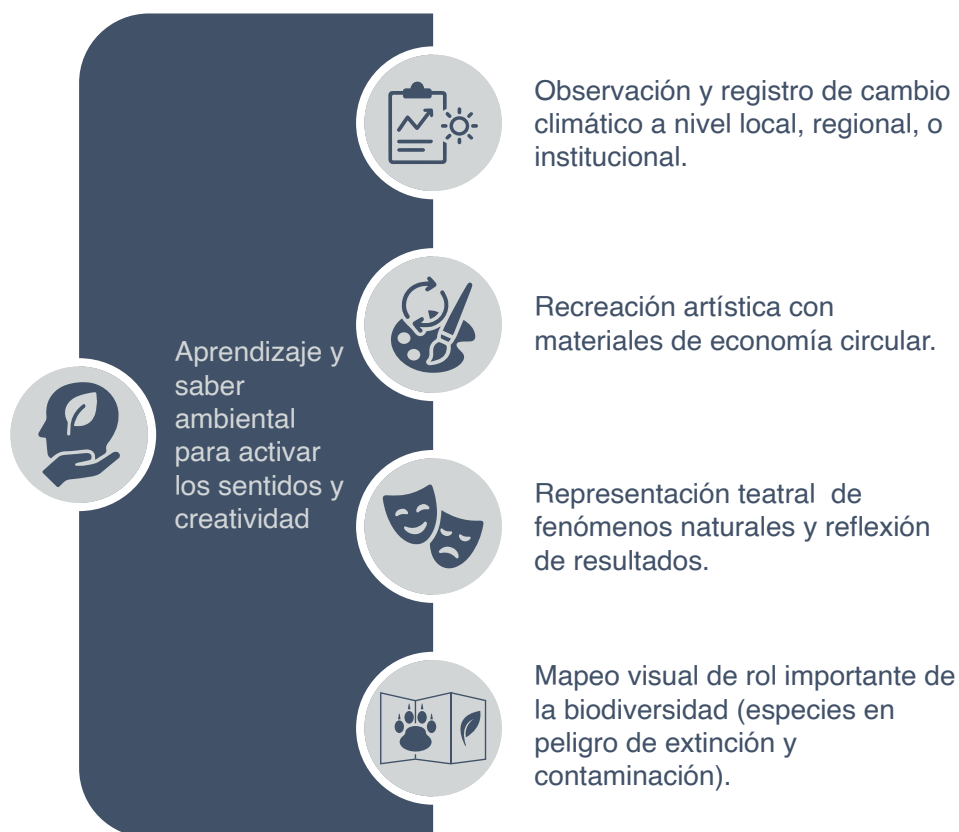 Observación y registro de cambio
climático a nivel local, regional, o
institucional.
Recreación artística con
materiales de economía circular.
Aprendizaje y
saber
ambiental
para activar
los sentidos y
creatividad
Representación teatral  de
fenómenos naturales y reflexión
de resultados.
Mapeo visual de rol importante de
la biodiversidad (especies en
peligro de extinción y
contaminación).